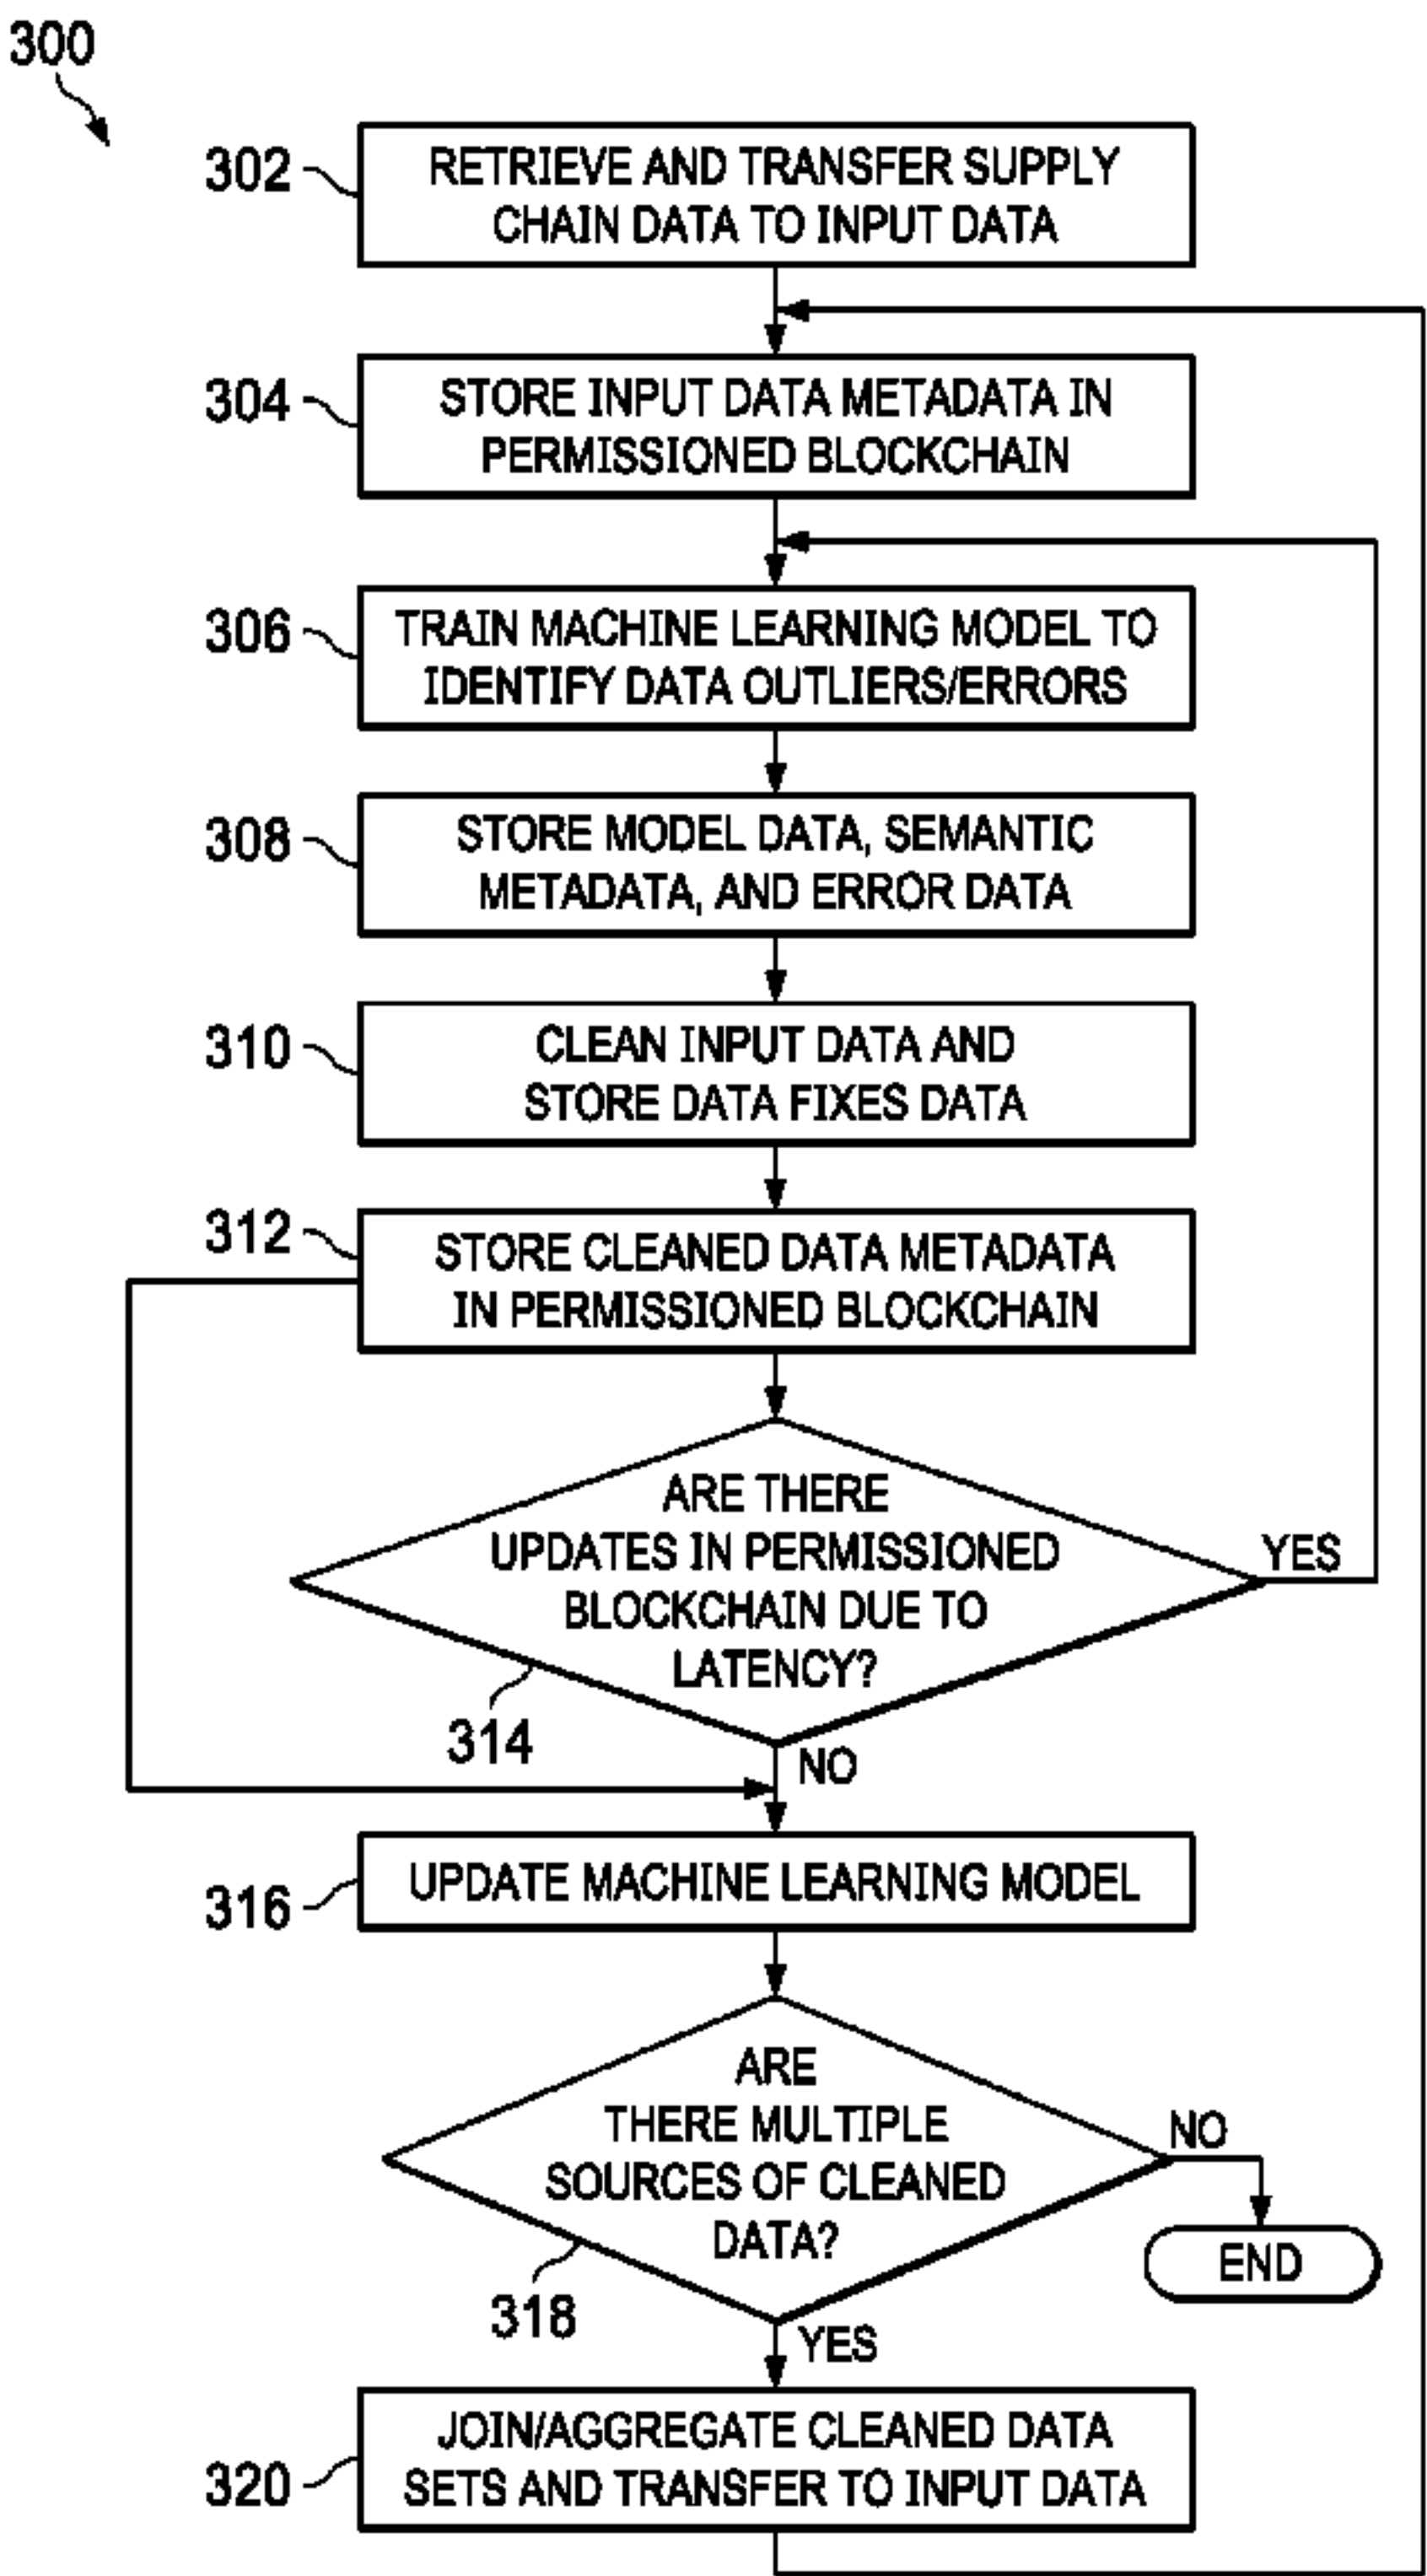 300
302
RETRIEVE AND TRANSFER SUPPLY
CHAIN DATA TO INPUT DATA
304
STORE INPUT DATA METADATA IN
PERMISSIONED BLOCKCHAIN
306
TRAIN MACHINE LEARNING MODEL TO
IDENTIFY DATA OUTLIERS/ERRORS
308
STORE MODEL DATA, SEMANTIC
METADATA, AND ERROR DATA
310
CLEAN INPUT DATA AND
STORE DATA FIXES DATA
312
STORE CLEANED DATA METADATA
IN PERMISSIONED BLOCKCHAIN
ARE THERE
UPDATES IN PERMISSIONED
BLOCKCHAIN DUE TO
LATENCY?
YES
314
NO
316
UPDATE MACHINE LEARNING MODEL
ARE
THERE MULTIPLE
SOURCES OF CLEANED
DATA?
NO
END
318
YES
320
JOIN/AGGREGATE CLEANED DATA
SETS AND TRANSFER TO INPUT DATA